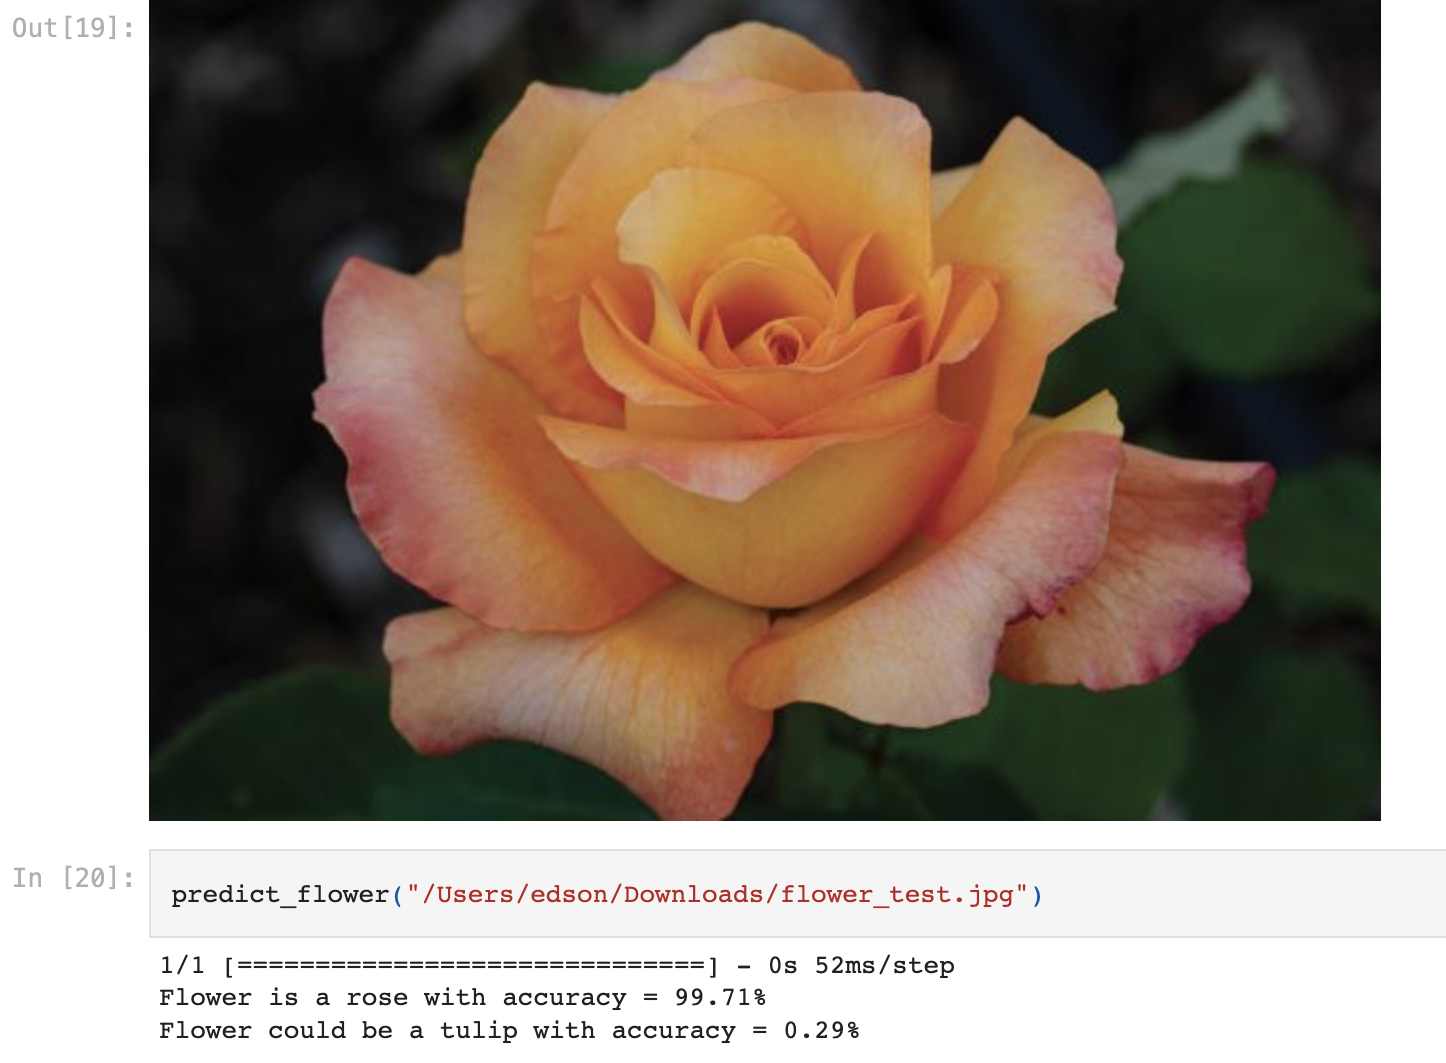 Out[19]:
In [20]:
predict_flower("/Users/edson/Downloads/flower_test.jpg")
1/1 [==============================] - 0s 52ms/step
Flower is a rose with accuracy = 99.71%
Flower could be a tulip with accuracy = 0.29%